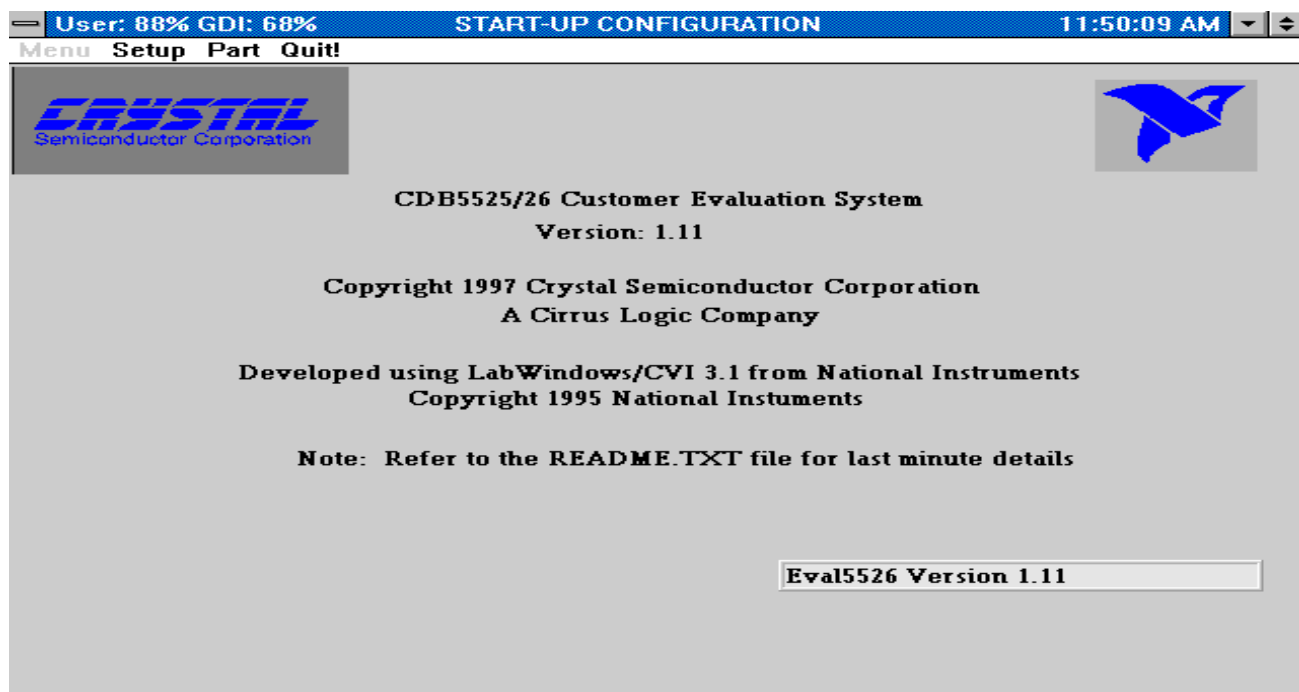 User: 88% GDI: 68% START-UP CONFIGURATION 11:50:09 AM
Menu Setup Part Quit!
CRYSTAL
Semiconductor Corporation
CDB5525/26 Customer Evaluation System
Version: 1.11
Copyright 1997 Crystal Semiconductor Corporation
A Cirrus Logic Company
Developed using LabWindows/CVI 3.1 from National Instruments
Copyright 1995 National Instuments
Note: Refer to the README.TXT file for last minute details
Eval5526 Version 1.11